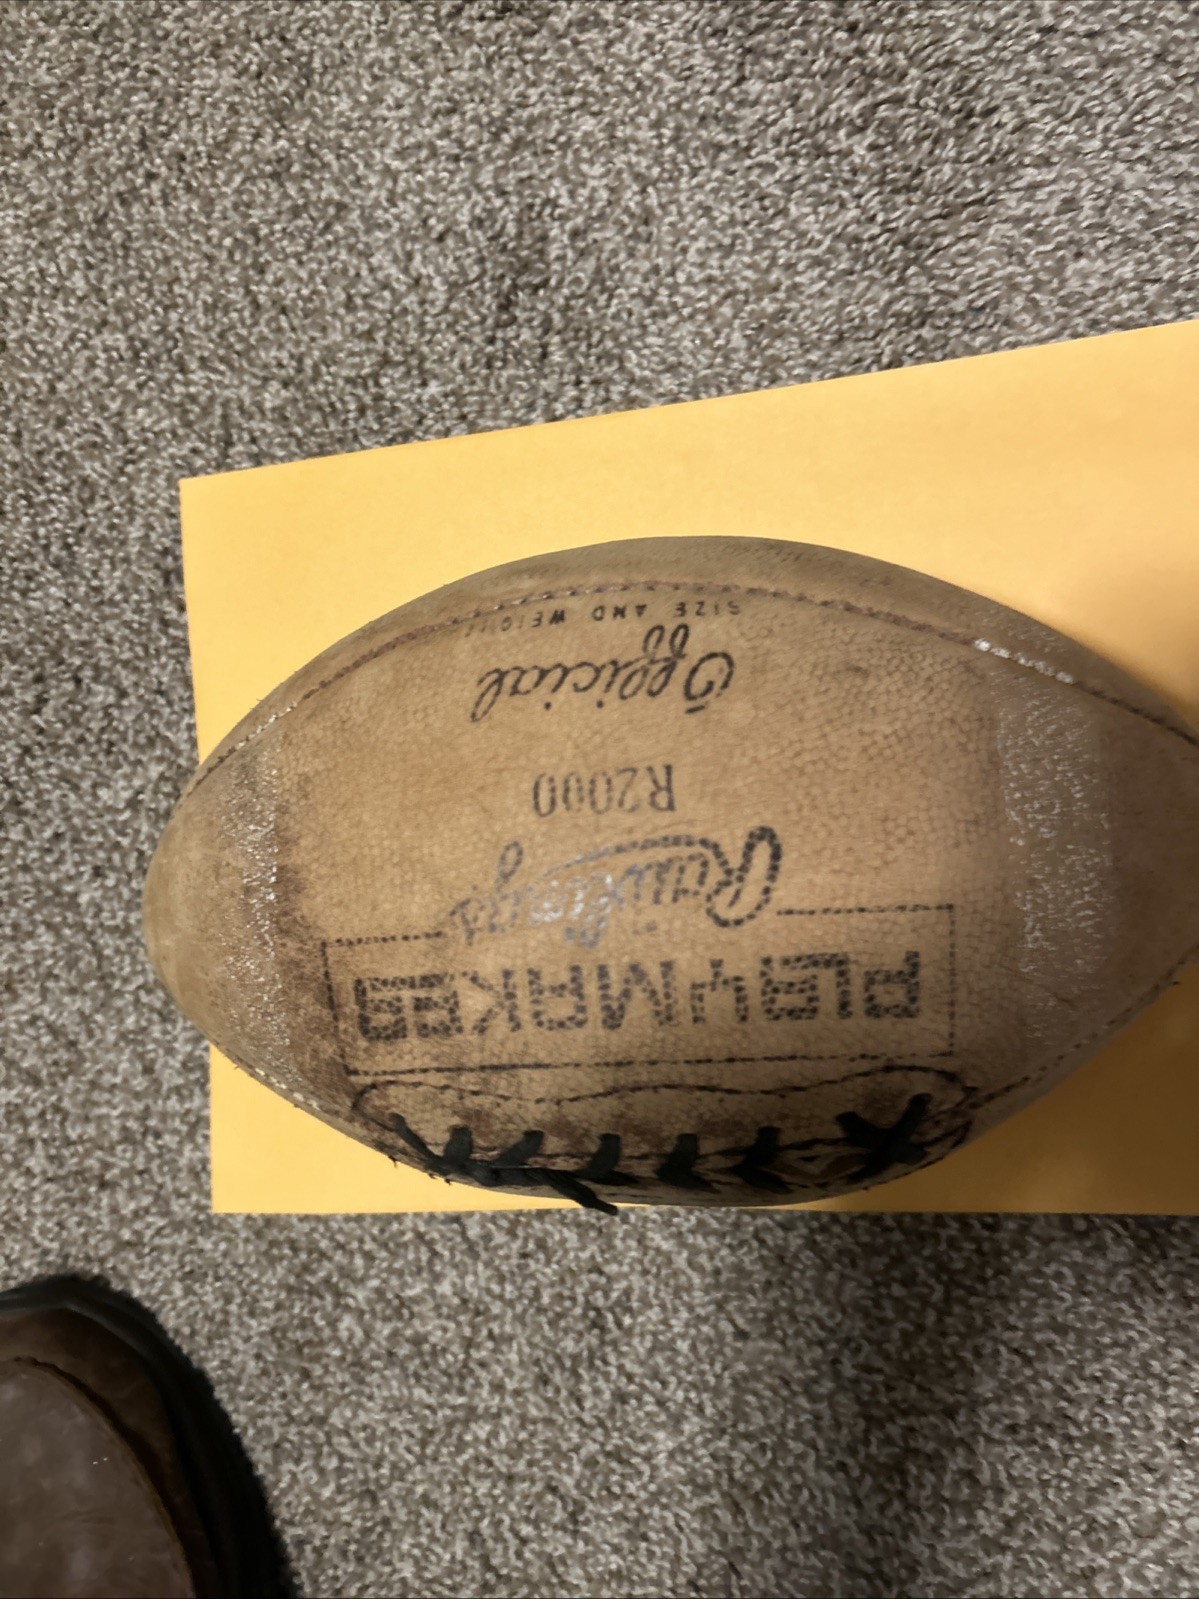 PLAYMAKER
Rawlings
R2000
Official
SIZE AND WEIGHT